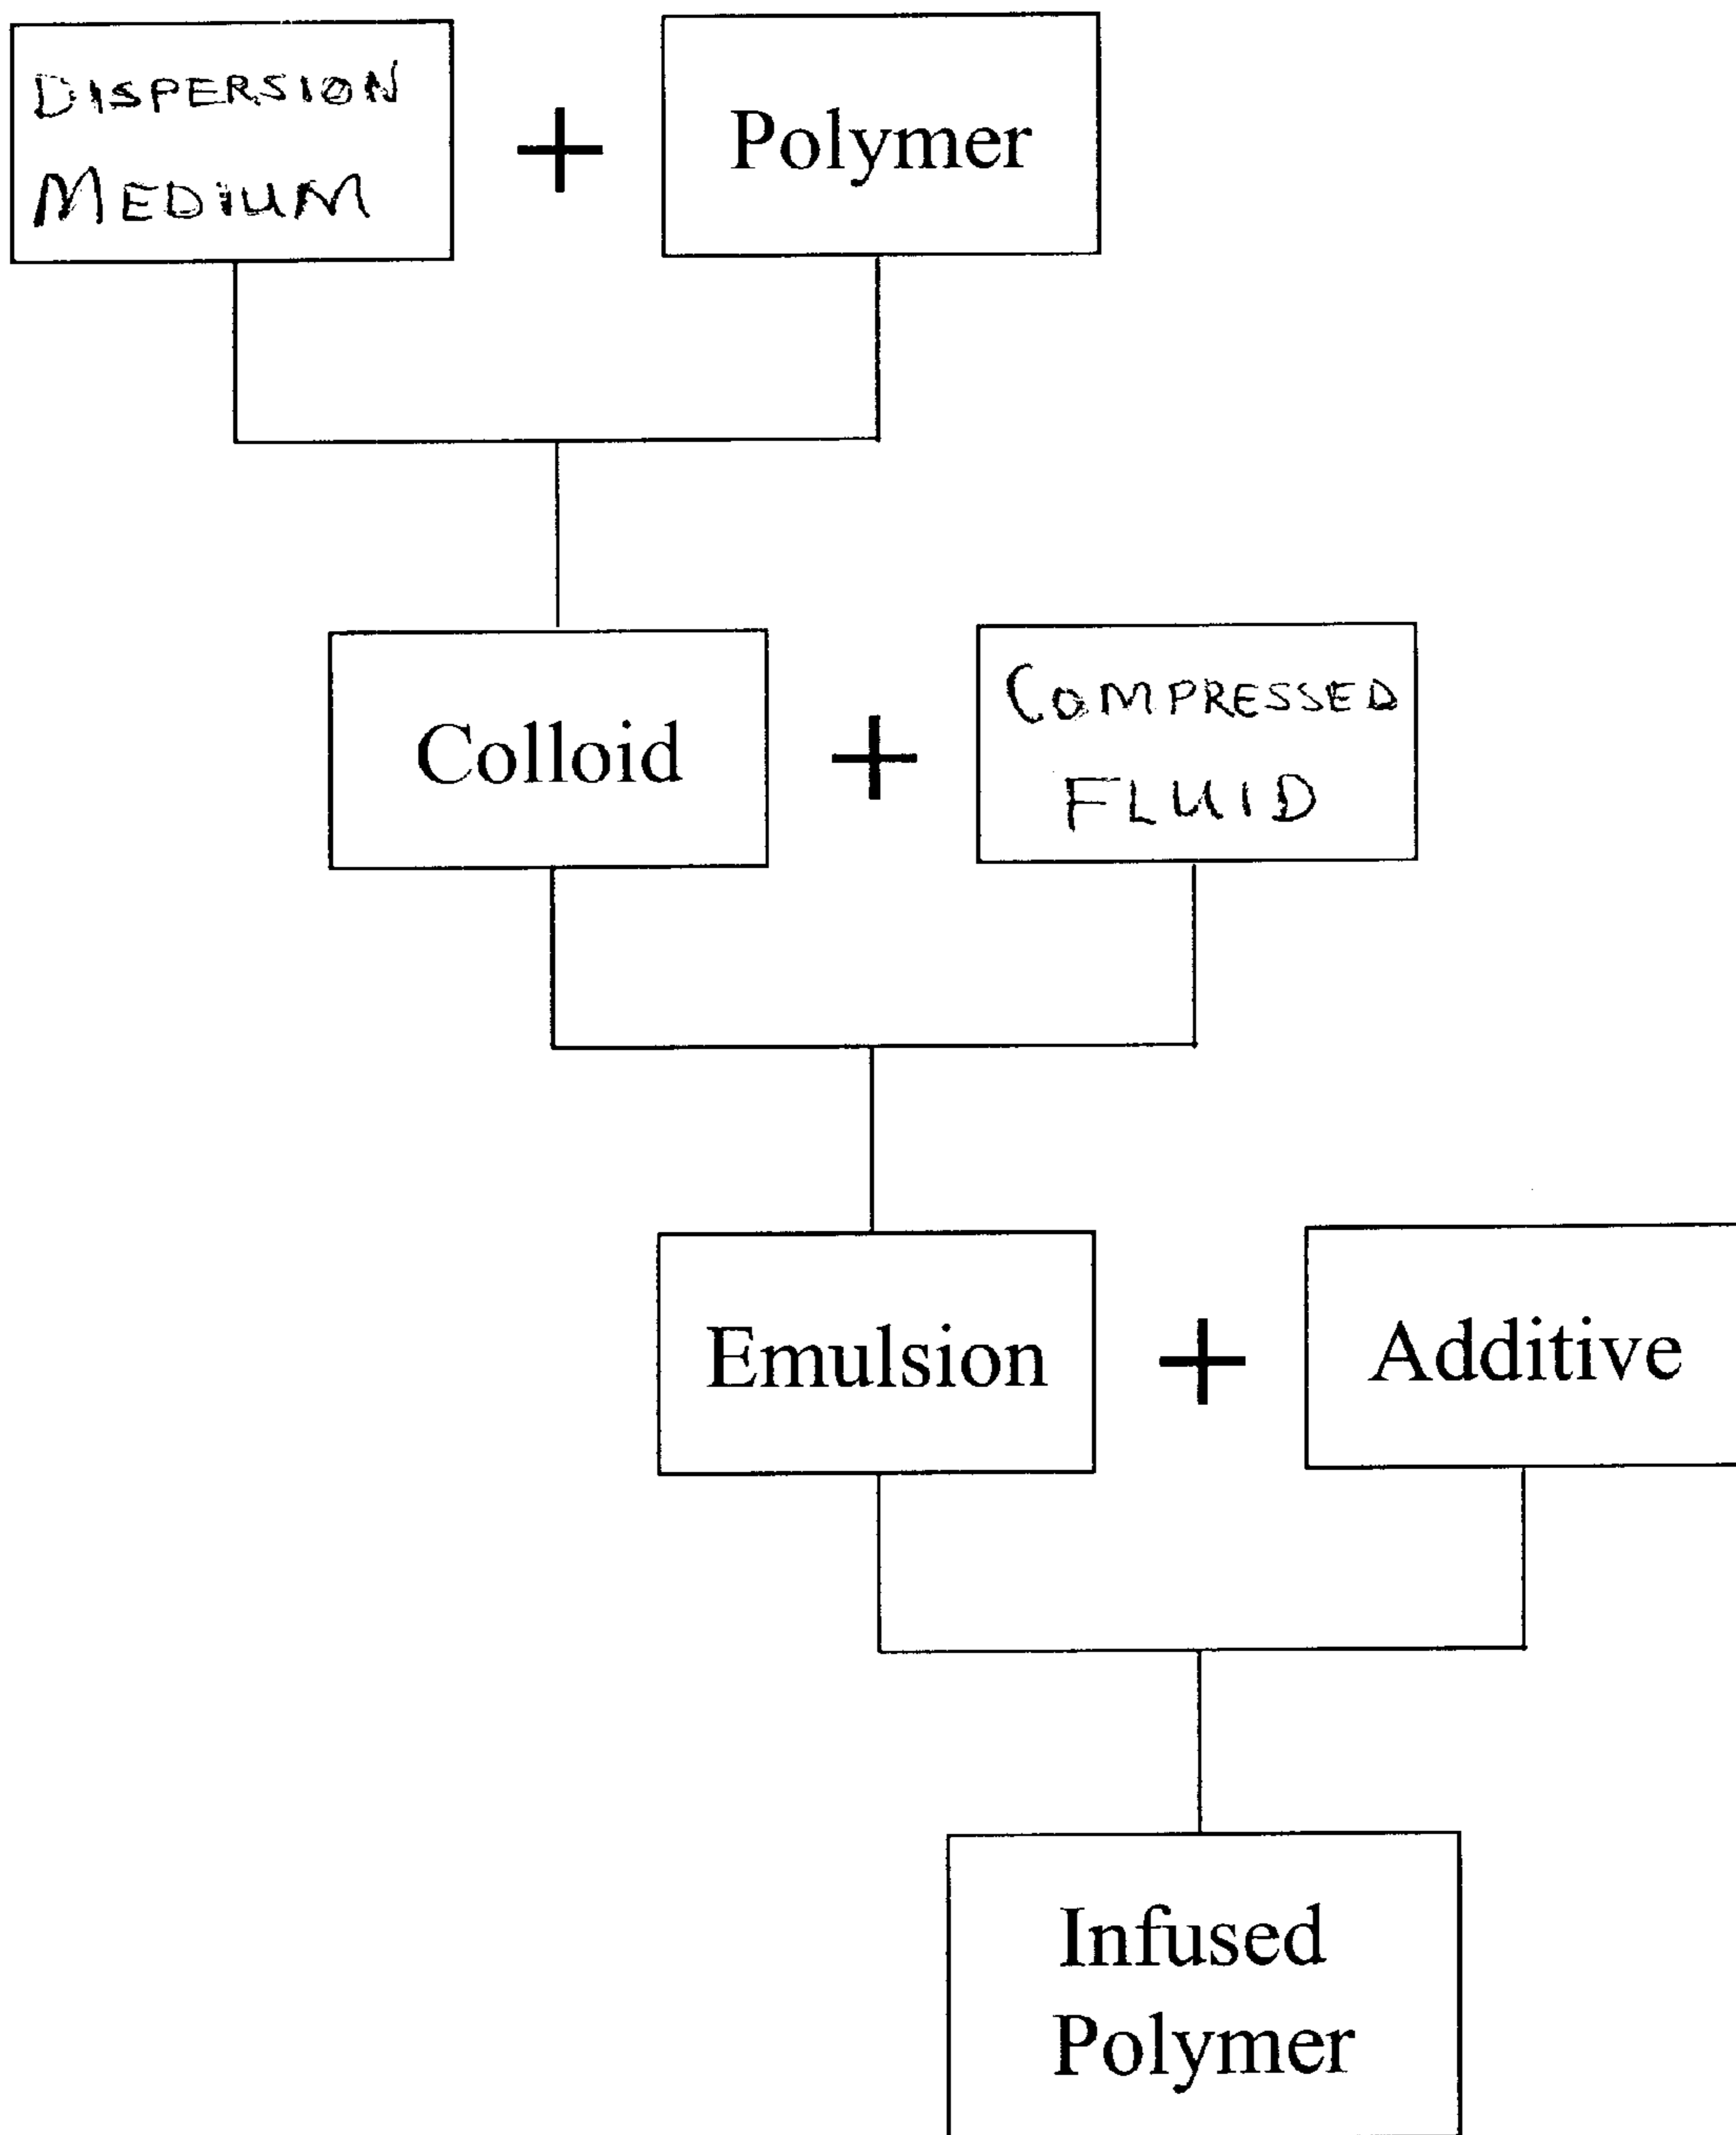 DISPERSION
MEDIUM
+
Polymer
Colloid
+
COMPRESSED
FLUID
Emulsion
+
Additive
Infused
Polymer